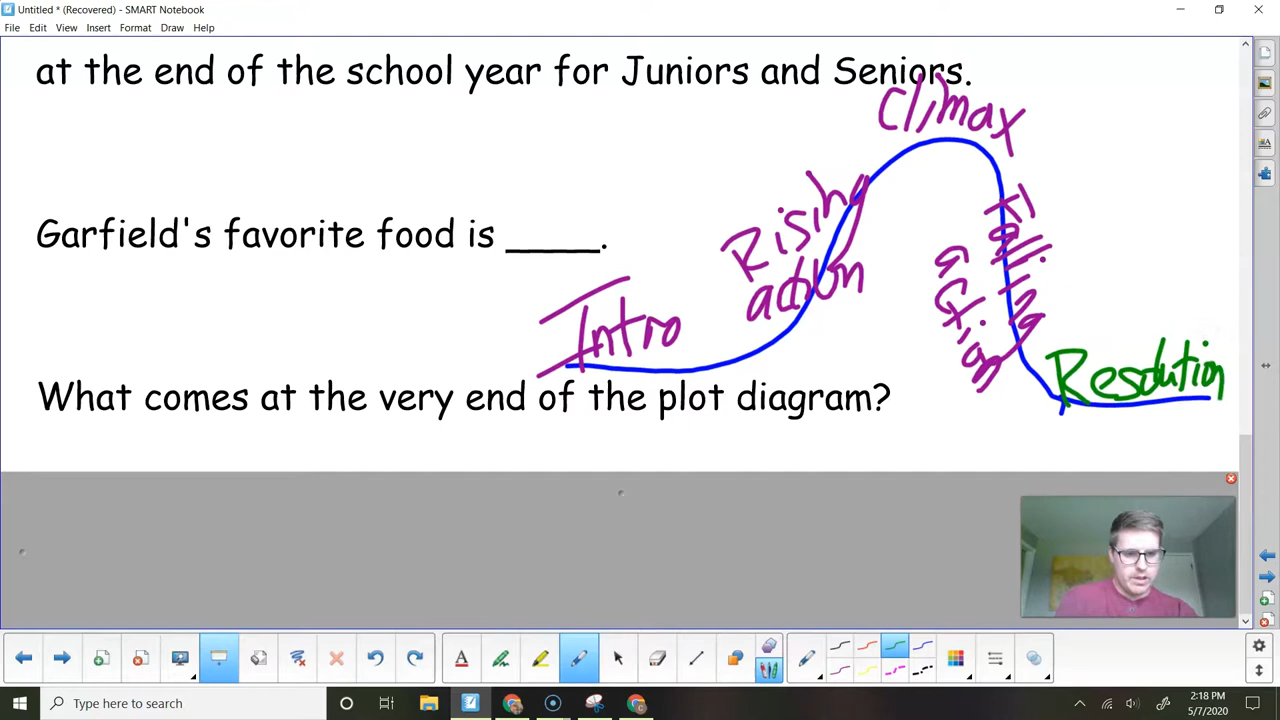 Untitled * (Recovered) - SMART Notebook
File Edit View Insert Format Draw Help
at the end of the school year for Juniors and Seniors.
Climax
Rising
action
Falling
action
Garfield's favorite food is ____.
Intro
Resolution
What comes at the very end of the plot diagram?
Type here to search
2:18 PM
5/7/2020